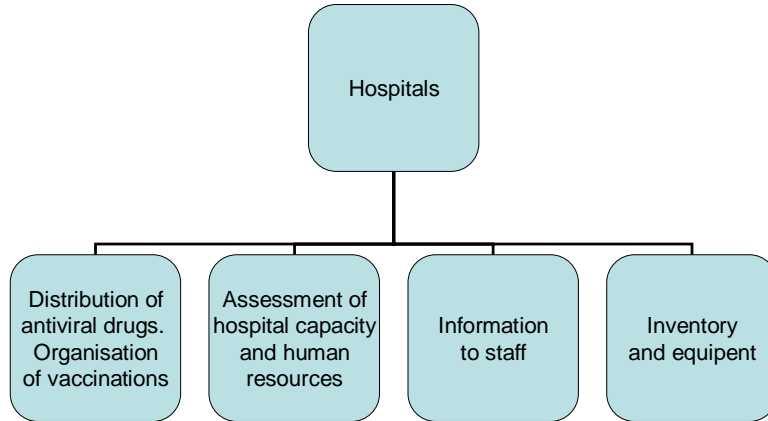 Hospitals
Distribution of
antiviral drugs.
Organisation
of vaccinations
Assessment of
hospital capacity
and human
resources
Information
to staff
Inventory
and equipent